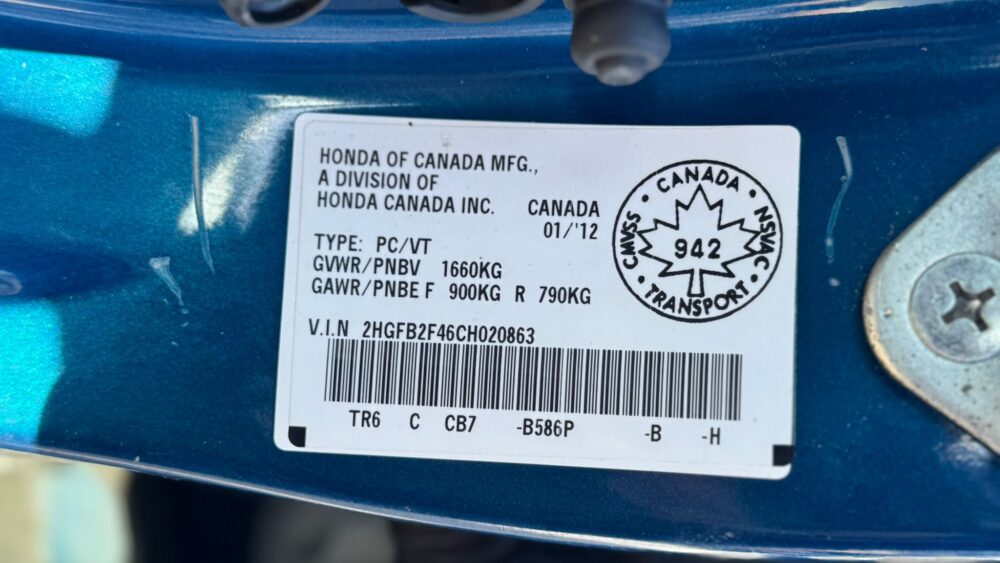 HONDA OF CANADA MFG.,
A DIVISION OF
HONDA CANADA INC. CANADA
01/'12
TYPE: PC/VT
GVWR/PNBV 1660KG
GAWR/PNBE F 900KG R 790KG
V.I.N 2HGFB2F46CH020863
TR6 C CB7 -B586P -B -H
CANADA
CMVSS
942
NSVAC
TRANSPORT